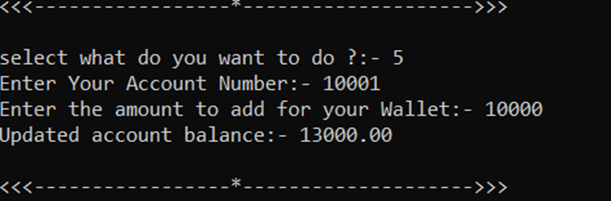 <<<-----------------*-------------------->>>
select what do you want to do ?:- 5
Enter Your Account Number:- 10001
Enter the amount to add for your Wallet:- 10000
Updated account balance:- 13000.00
<<<-----------------*-------------------->>>